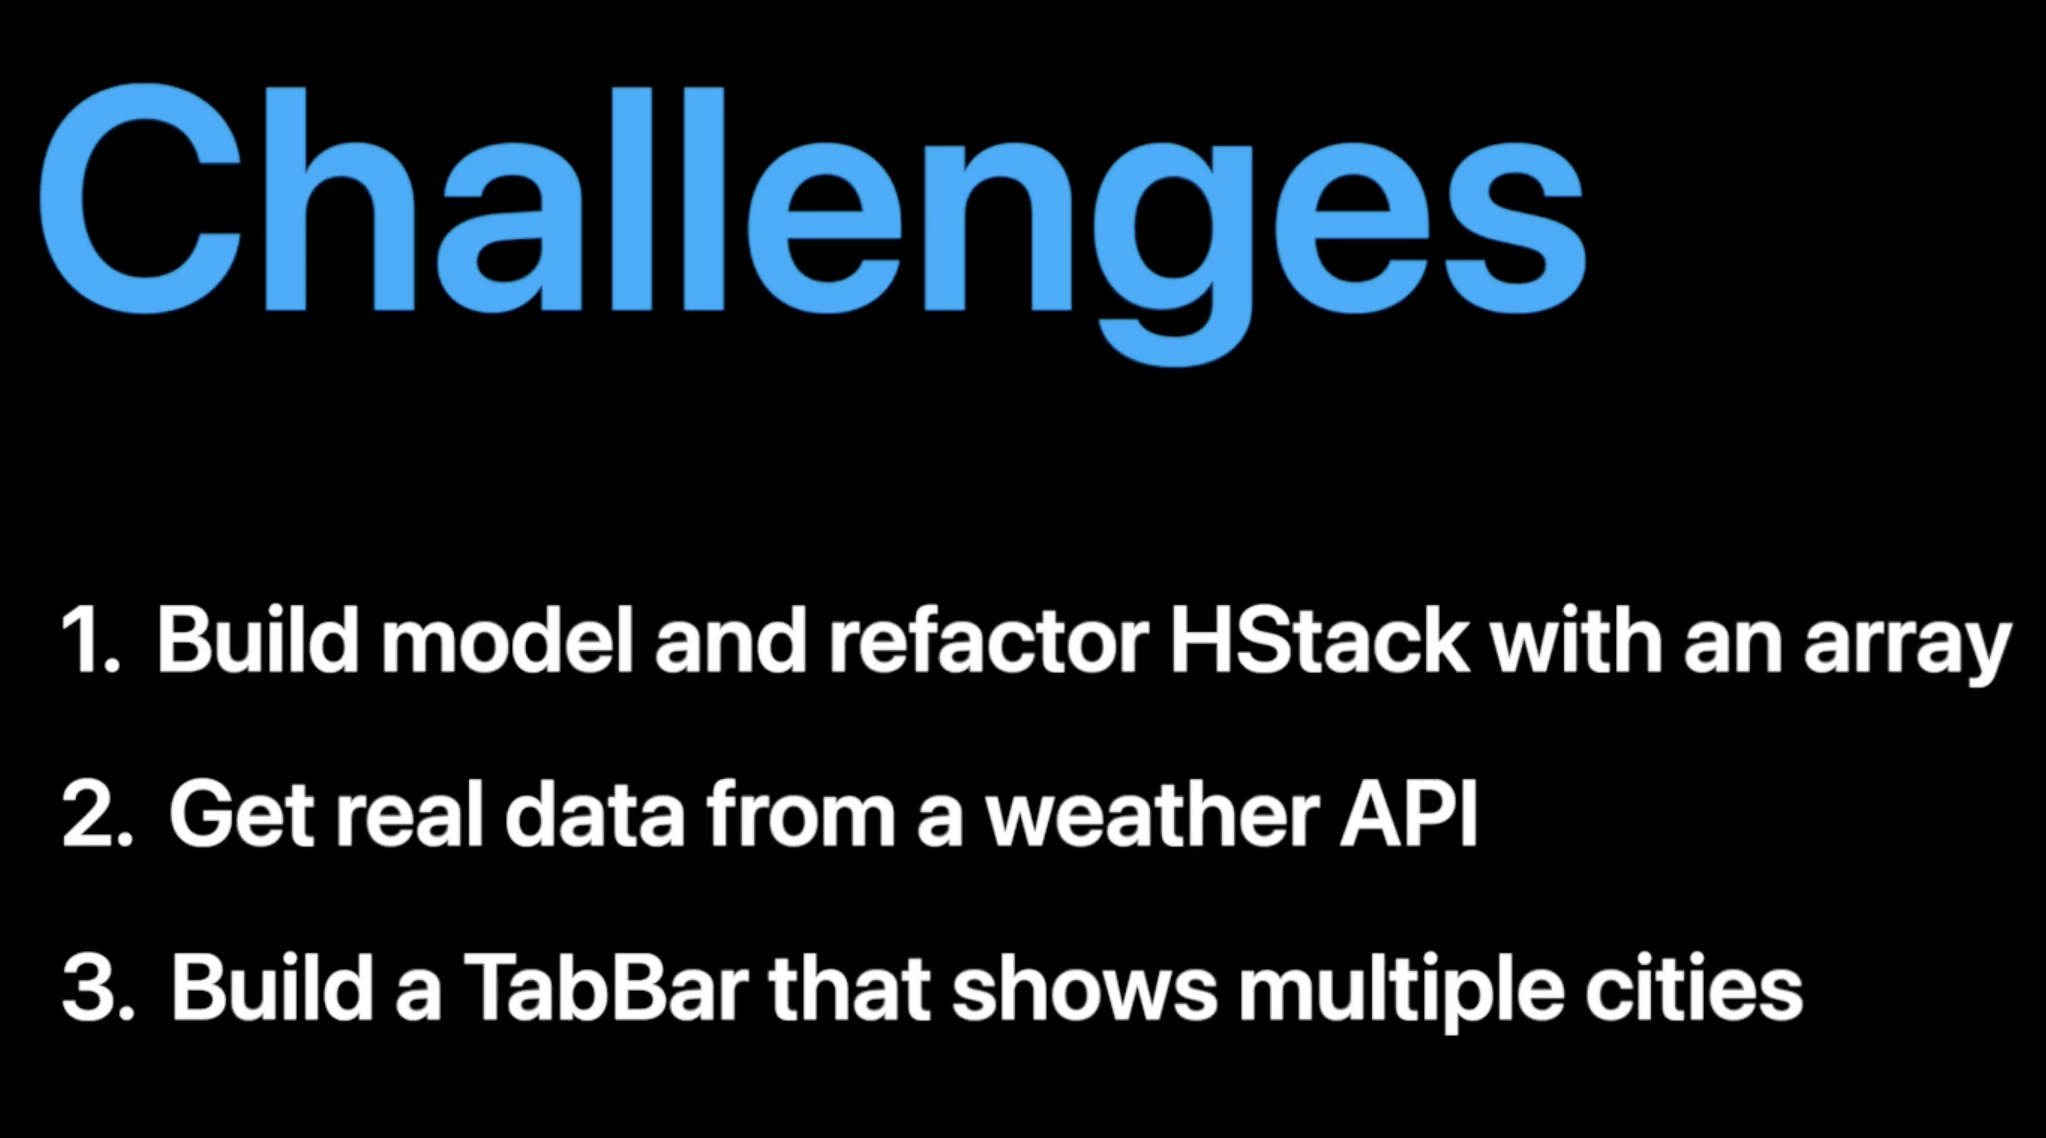 Challenges
1. Build model and refactor HStack with an array
2. Get real data from a weather API
3. Build a TabBar that shows multiple cities